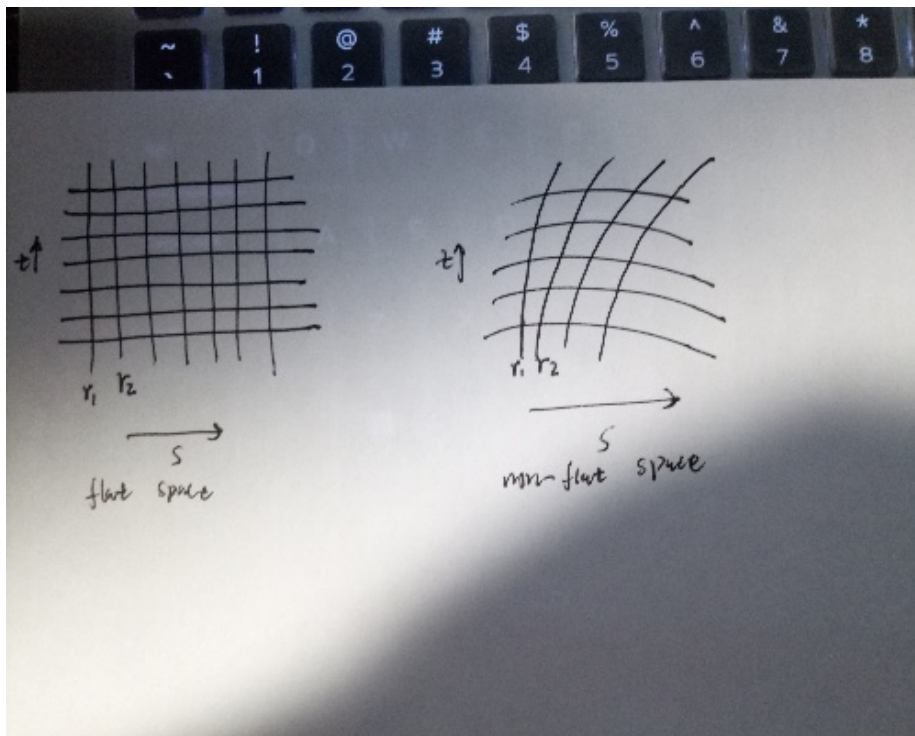 ~ ! @ # $ % ^ & *
` 1 2 3 4 5 6 7 8
t
r₁ r₂
S
flat space
t
r₁ r₂
S
non-flat space